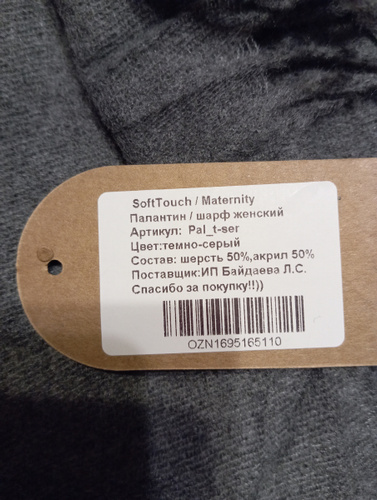 SoftTouch / Maternity
Палантин / шарф женский
Артикул: Pal_t-ser
Цвет:темно-серый
Состав: шерсть 50%,акрил 50%
Поставщик:ИП Байдаева Л.С.
Спасибо за покупку!!))
OZN1695165110